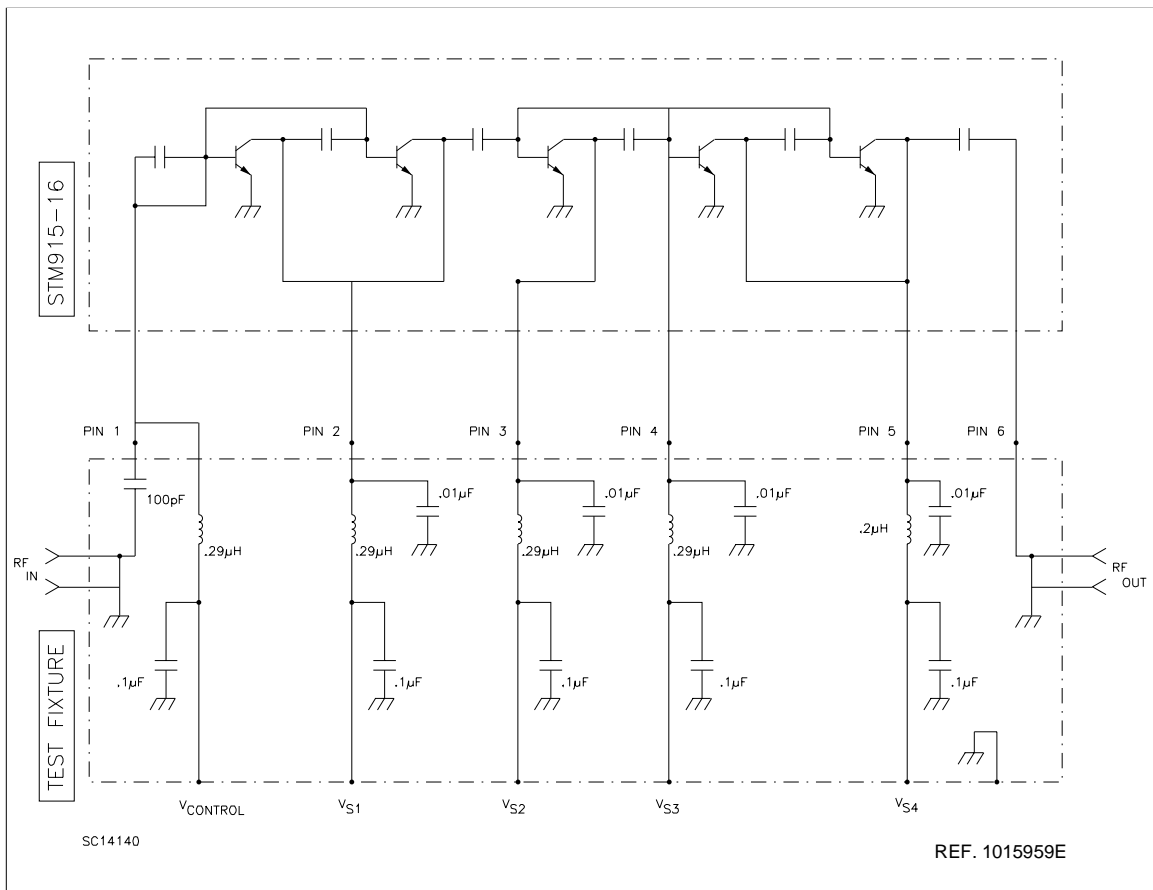 STM915-16
PIN 1
PIN 2
PIN 3
PIN 4
PIN 5
PIN 6
100pF
.01µF
.01µF
.01µF
.01µF
.29µH
.29µH
.29µH
.29µH
.2µH
RF
IN
RF
OUT
TEST FIXTURE
.1µF
.1µF
.1µF
.1µF
.1µF
VCONTROL
VS1
VS2
VS3
VS4
SC14140
REF. 1015959E